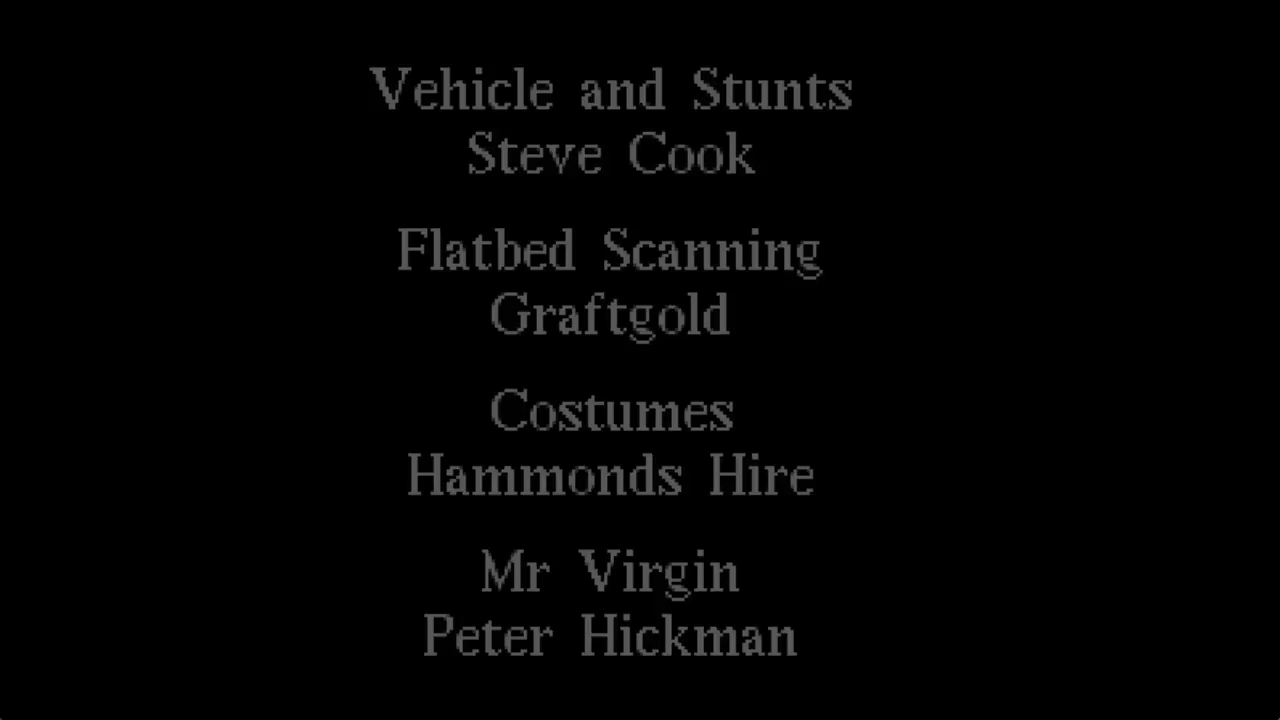 Vehicle and Stunts
Steve Cook
Flatbed Scanning
Graftgold
Costumes
Hammonds Hire
Mr Virgin
Peter Hickman